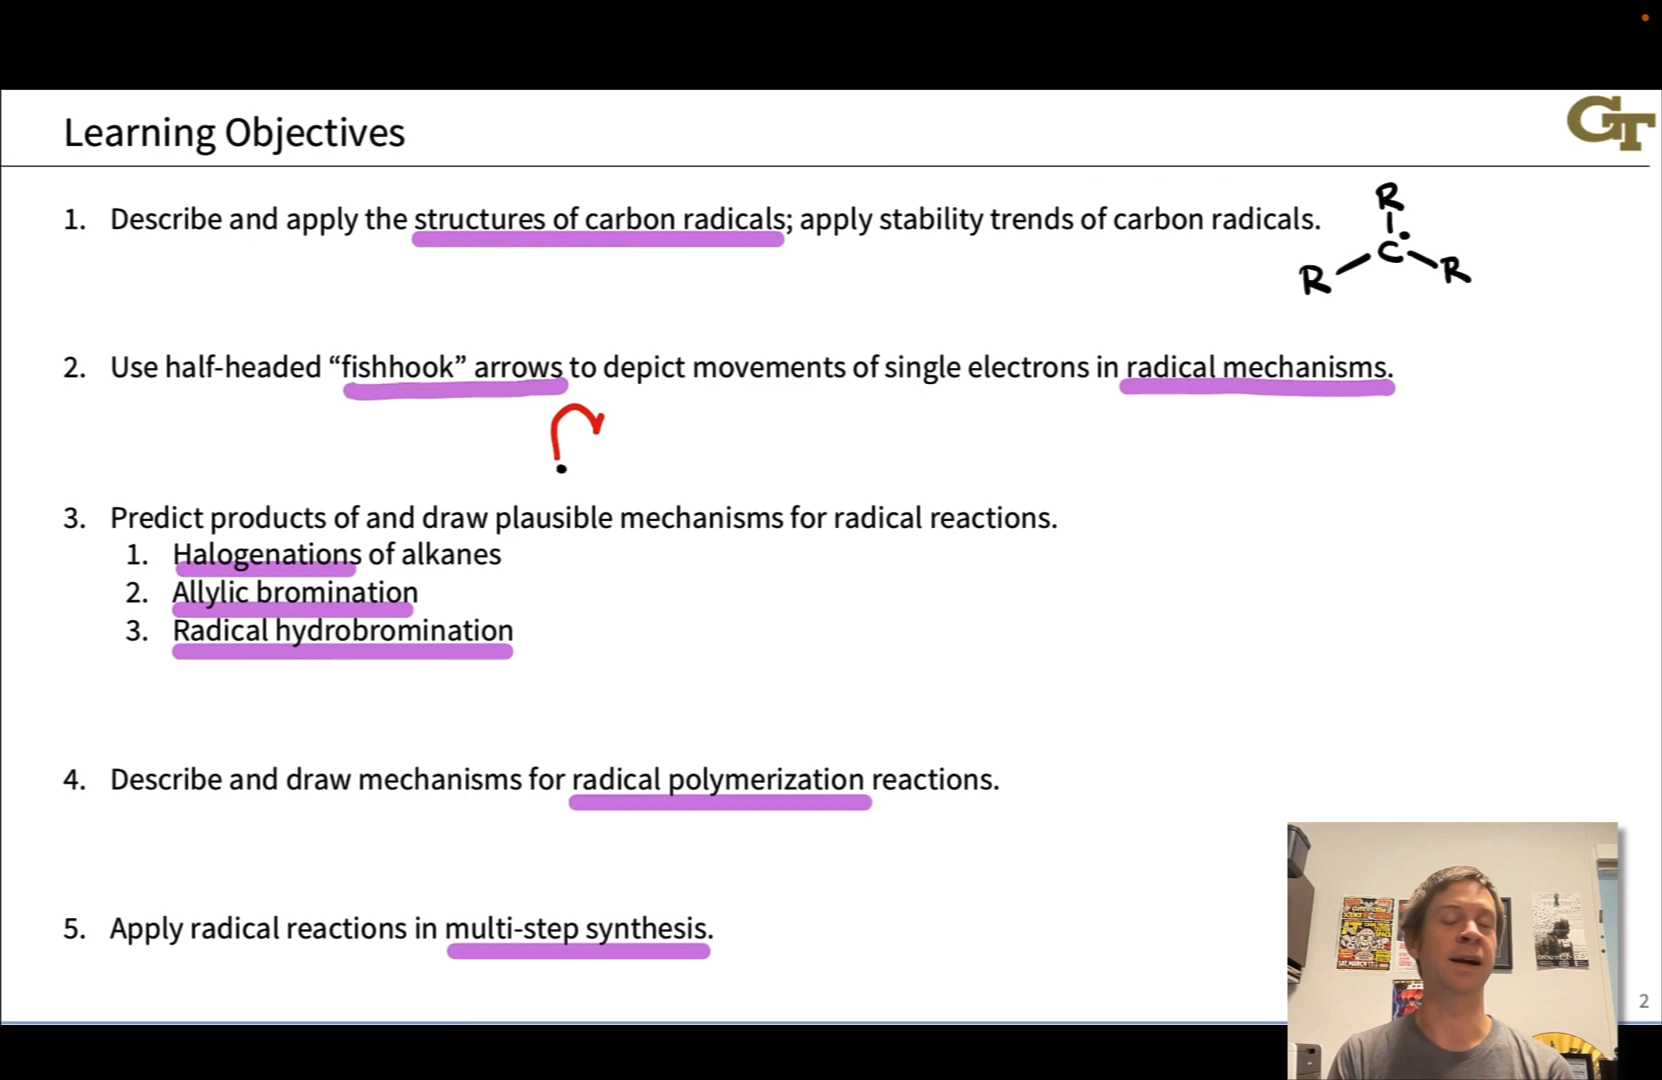 Learning Objectives
GT
1. Describe and apply the structures of carbon radicals; apply stability trends of carbon radicals.
R
C
R
R
2. Use half-headed “fishhook” arrows to depict movements of single electrons in radical mechanisms.
3. Predict products of and draw plausible mechanisms for radical reactions.
1. Halogenations of alkanes
2. Allylic bromination
3. Radical hydrobromination
4. Describe and draw mechanisms for radical polymerization reactions.
5. Apply radical reactions in multi-step synthesis.
2